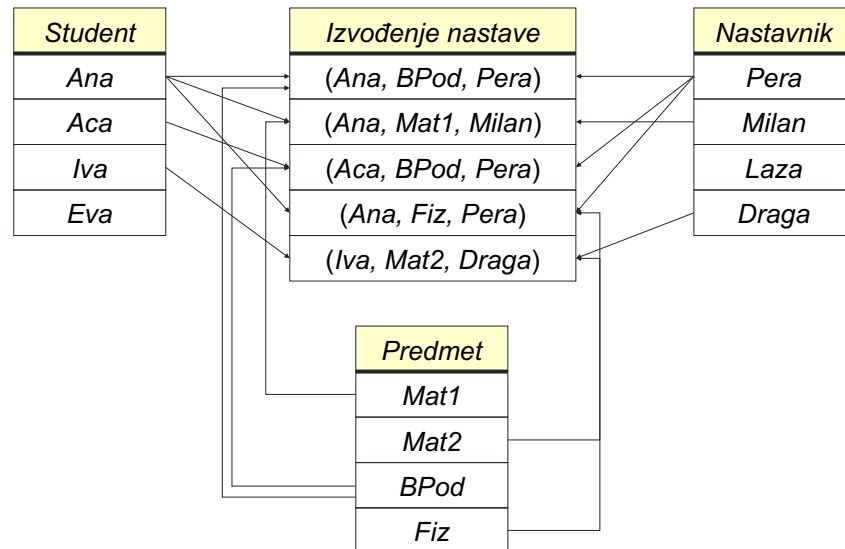 Student
Ana
Aca
Iva
Eva
Izvođenje nastave
(Ana, BPod, Pera)
(Ana, Mat1, Milan)
(Aca, BPod, Pera)
(Ana, Fiz, Pera)
(Iva, Mat2, Draga)
Nastavnik
Pera
Milan
Laza
Draga
Predmet
Mat1
Mat2
BPod
Fiz